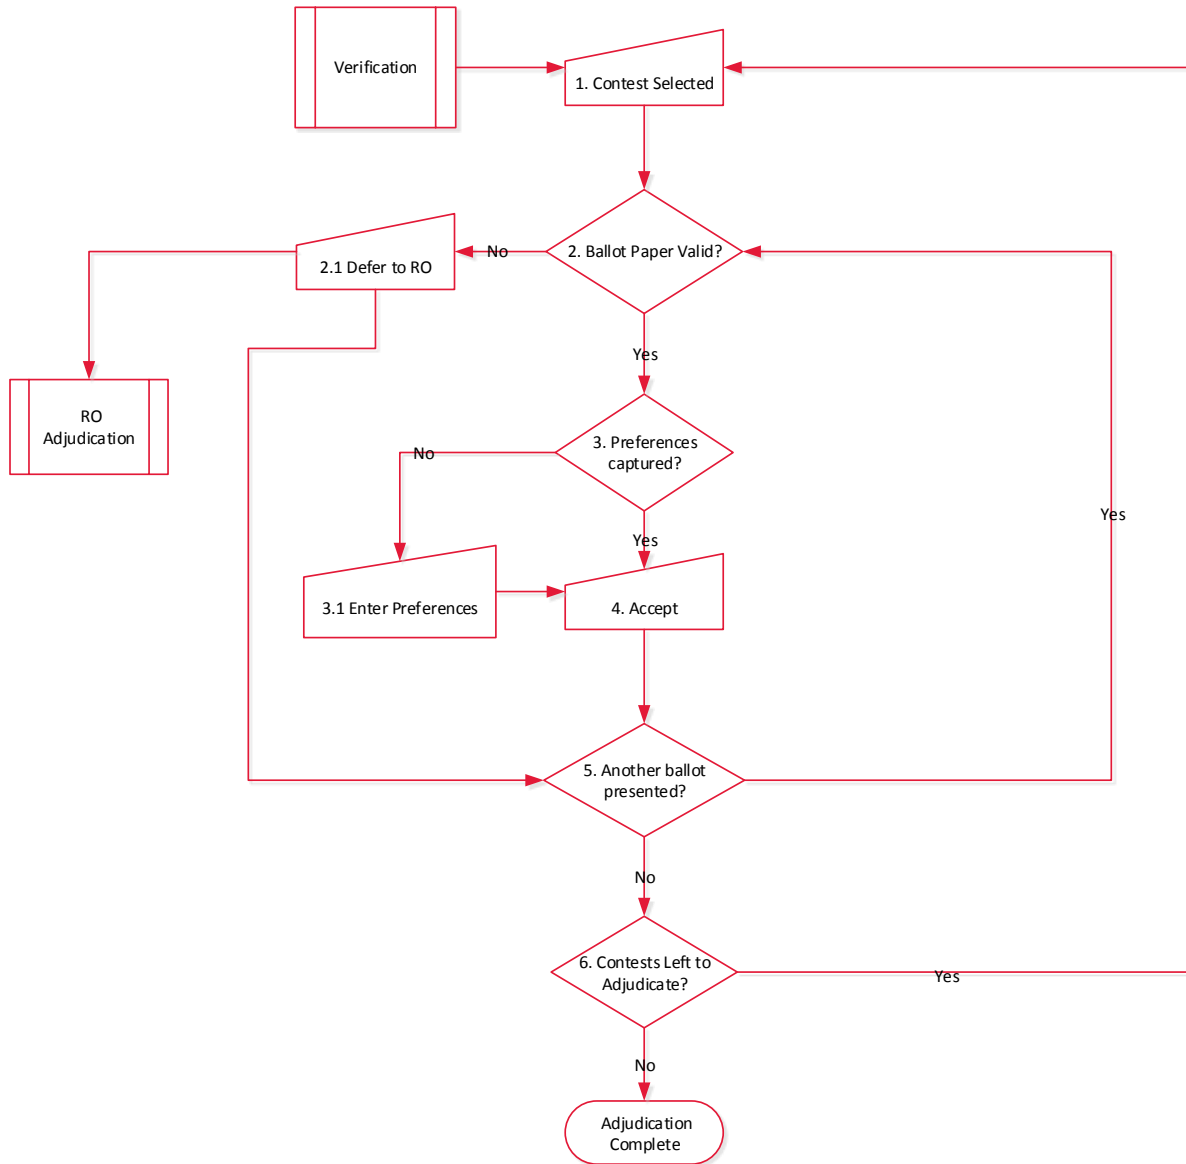 Verification
1. Contest Selected
2.1 Defer to RO
No
2. Ballot Paper Valid?
Yes
RO
Adjudication
3. Preferences
captured?
No
Yes
Yes
3.1 Enter Preferences
4. Accept
5. Another ballot
presented?
No
6. Contests Left to
Adjudicate?
Yes
No
Adjudication
Complete